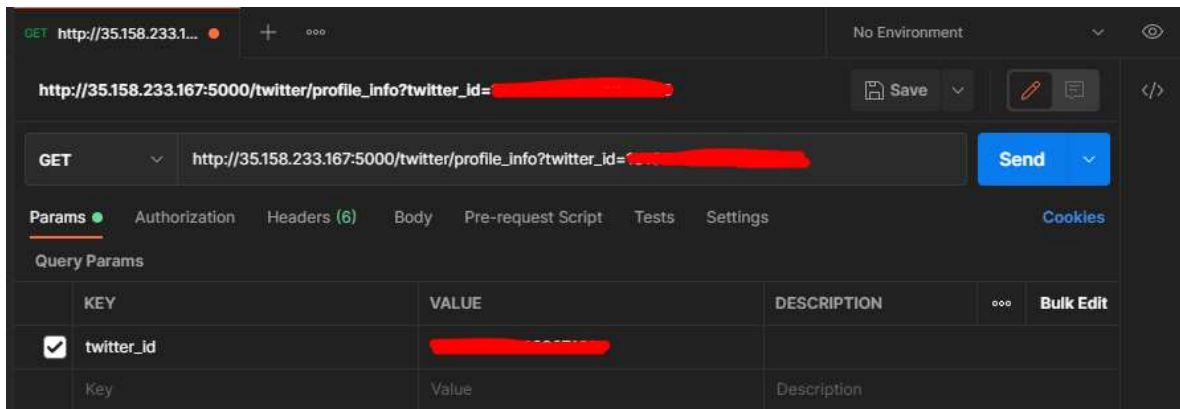 GET http://35.158.233.1... + ooo No Environment
http://35.158.233.167:5000/twitter/profile_info?twitter_id= Save </>
GET http://35.158.233.167:5000/twitter/profile_info?twitter_id= Send
Params Authorization Headers (6) Body Pre-request Script Tests Settings Cookies
Query Params
KEY VALUE DESCRIPTION ooo Bulk Edit
twitter_id
Key Value Description